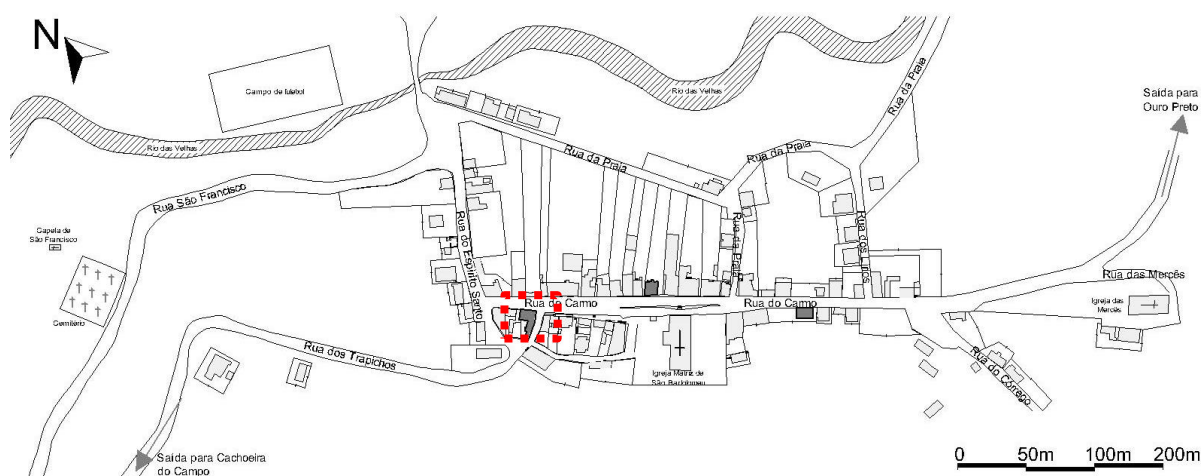 N
Campo de futebol
Rio das Velhas
Rio das Velhas
Rua da Praia
Saída para
Ouro Preto
Rua da Praia
Rua da Praia
Rua São Francisco
Capela de
São Francisco
Cemitério
Rua do Espírito Santo
Rua da Praia
Rua dos Linos
Rua do Carmo
Rua do Carmo
Rua das Mercês
Igreja das
Mercês
Rua dos Trapichos
Igreja Matriz de
São Bartolomeu
Rua do Córrego
Saída para Cachoeira
do Campo
0 50m 100m 200m